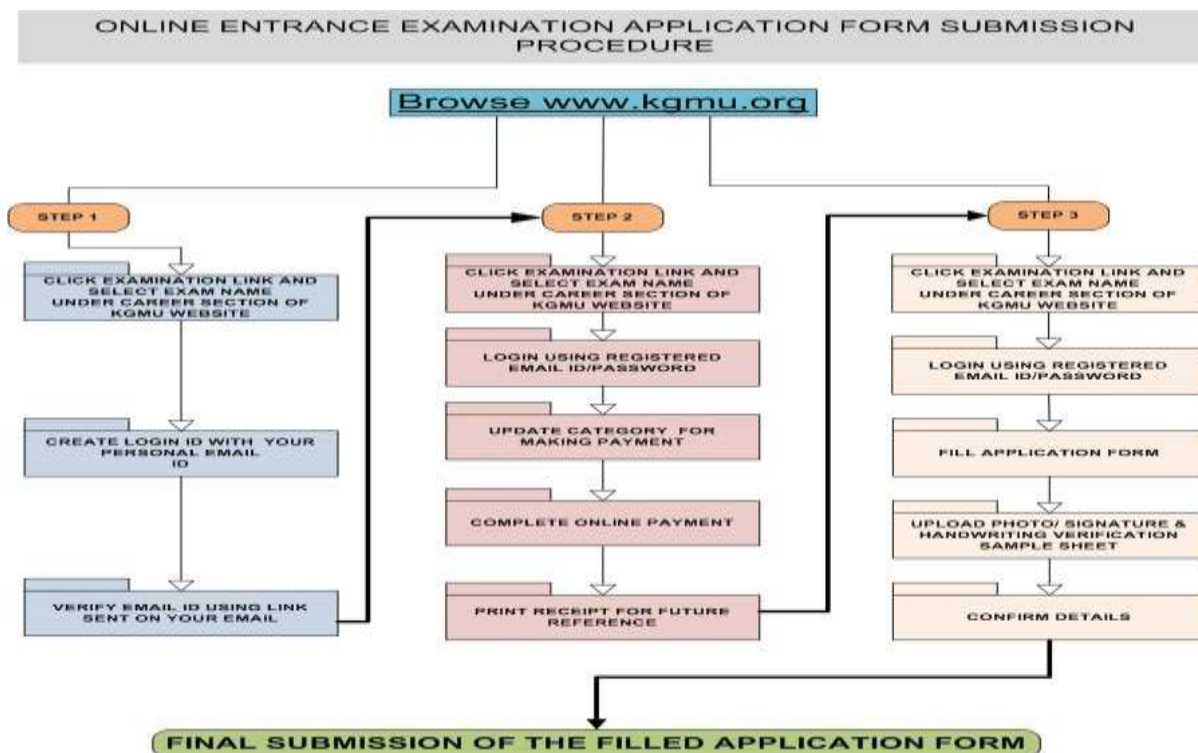 ONLINE ENTRANCE EXAMINATION APPLICATION FORM SUBMISSION
PROCEDURE
Browse www.kgmu.org
STEP 1
CLICK EXAMINATION LINK AND
SELECT EXAM NAME
UNDER CAREER SECTION OF
KGMU WEBSITE
CREATE LOGIN ID WITH YOUR
PERSONAL EMAIL
ID
VERIFY EMAIL ID USING LINK
SENT ON YOUR EMAIL
STEP 2
CLICK EXAMINATION LINK AND
SELECT EXAM NAME
UNDER CAREER SECTION OF
KGMU WEBSITE
LOGIN USING REGISTERED
EMAIL ID/PASSWORD
UPDATE CATEGORY FOR
MAKING PAYMENT
COMPLETE ONLINE PAYMENT
PRINT RECEIPT FOR FUTURE
REFERENCE
STEP 3
CLICK EXAMINATION LINK AND
SELECT EXAM NAME
UNDER CAREER SECTION OF
KGMU WEBSITE
LOGIN USING REGISTERED
EMAIL ID/PASSWORD
FILL APPLICATION FORM
UPLOAD PHOTO/ SIGNATURE &
HANDWRITING VERIFICATION
SAMPLE SHEET
CONFIRM DETAILS
FINAL SUBMISSION OF THE FILLED APPLICATION FORM